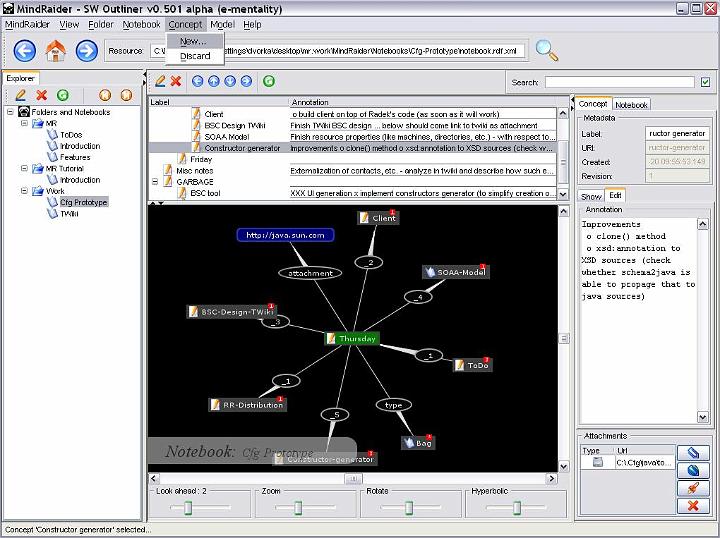 MindRaider - SW Outliner v0.501 alpha (e-mentality)
MindRaider View Folder Notebook Concept Model Help
New...
Discard
Resource:
ettings\dvorka\desktop\mr.work\MindRaider\Notebooks\Cfg-Prototype\notebook.rdf.xml
Explorer
Search:
Folders and Notebooks
MR
ToDos
Introduction
Features
MR Tutorial
Introduction
Work
Cfg Prototype
TWiki
Label Annotation
Client o build client on top of Radek's code (as soon as it will work)
BSC Design TWiki Finish TWiki BSC design ... below should come link to twiki as attachment
SOAA Model Finish resource properties (like machines, directories, etc.) - with respect to...
Constructor generator Improvements o clone() method o xsd:annotation to XSD sources (check w...
Friday
Misc notes Externalization of contacts, etc. - analyze in twiki and describe how such e...
GARBAGE
BSC tool XXX UI generation x implement constructors generator (to simplify creation o...
Client
http://java.sun.com
_2
attachment
SOAA-Model
_4
BSC-Design-TWiki
_3
Thursday
_1
ToDo
_1
RR-Distribution
type
_5
Bag
Notebook: Cfg Prototype
Constructor-generator
Look ahead : 2
Zoom
Rotate
Hyperbolic
Concept Notebook
Metadata
Label: ructor generator
URI: ructor-generator
Created: -20 09:55:53.149
Revision: 1
Show Edit
Annotation
Improvements
o clone() method
o xsd:annotation to
XSD sources (check
whether schema2java is
able to propage that to
java sources)
Attachments
Type Url
C:\.Cfg\java\to...
Concept 'Constructor generator' selected...